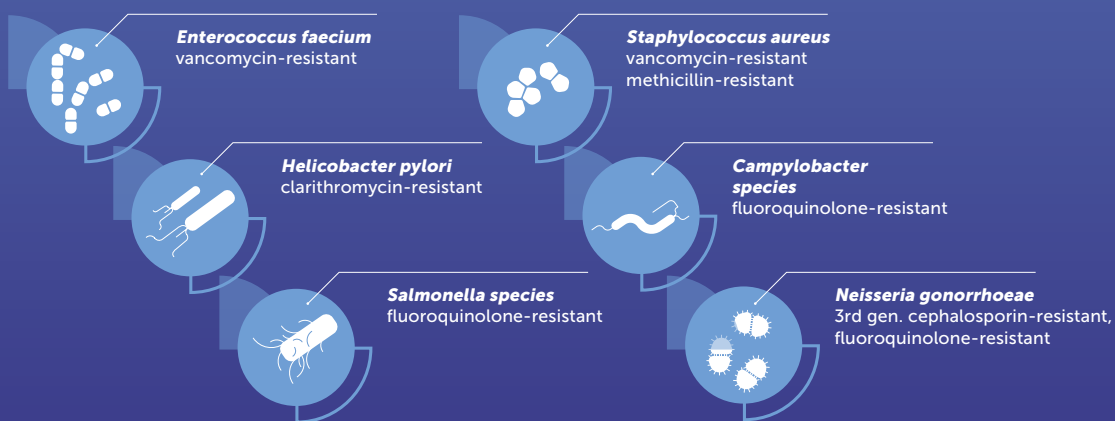 Enterococcus faecium
vancomycin-resistant
Staphylococcus aureus
vancomycin-resistant
methicillin-resistant
Helicobacter pylori
clarithromycin-resistant
Campylobacter
species
fluoroquinolone-resistant
Salmonella species
fluoroquinolone-resistant
Neisseria gonorrhoeae
3rd gen. cephalosporin-resistant,
fluoroquinolone-resistant